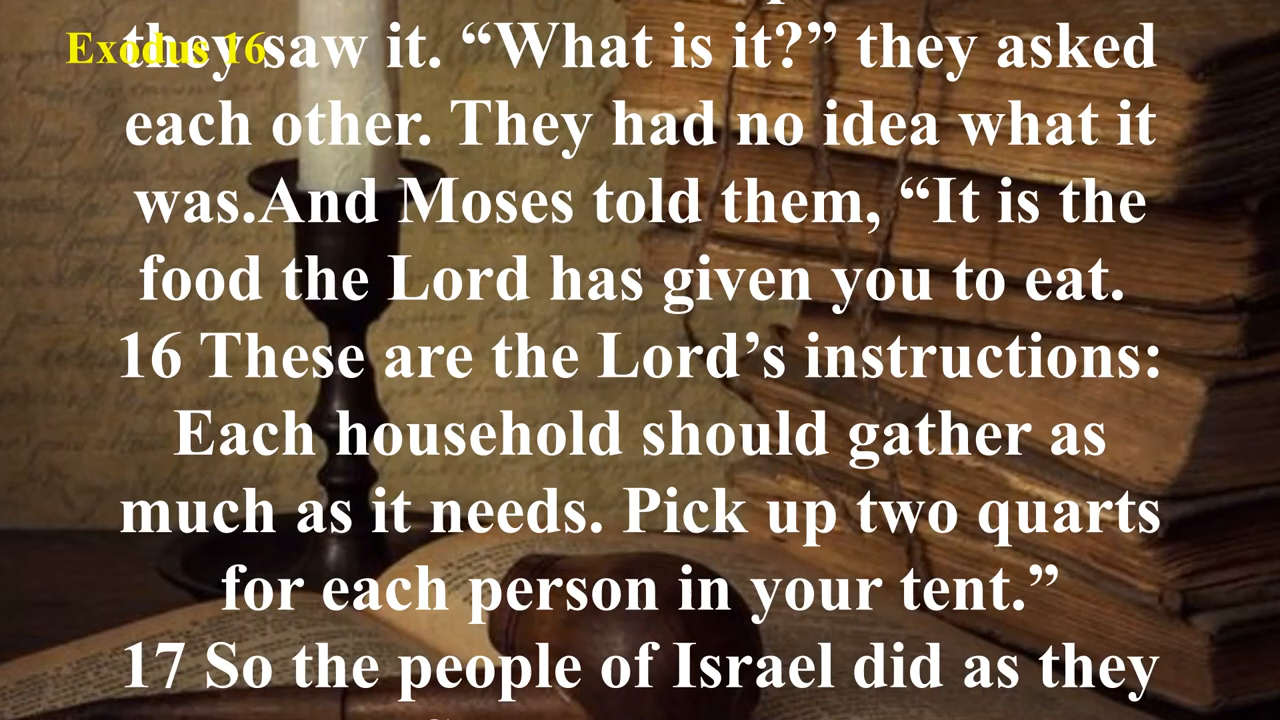 Exodus 16
they saw it. “What is it?” they asked
each other. They had no idea what it
was.And Moses told them, “It is the
food the Lord has given you to eat.
16 These are the Lord’s instructions:
Each household should gather as
much as it needs. Pick up two quarts
for each person in your tent.”
17 So the people of Israel did as they